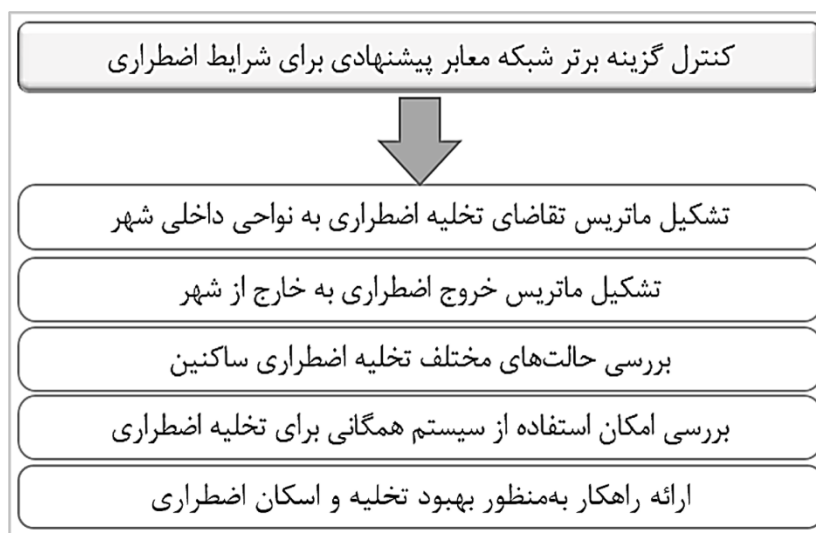 کنترل گزینه برتر شبکه معابر پیشنهادی برای شرایط اضطراری
تشکیل ماتریس تقاضای تخلیه اضطراری به نواحی داخلی شهر
تشکیل ماتریس خروج اضطراری به خارج از شهر
بررسی حالت‌های مختلف تخلیه اضطراری ساکنین
بررسی امکان استفاده از سیستم همگانی برای تخلیه اضطراری
ارائه راهکار به‌منظور بهبود تخلیه و اسکان اضطراری